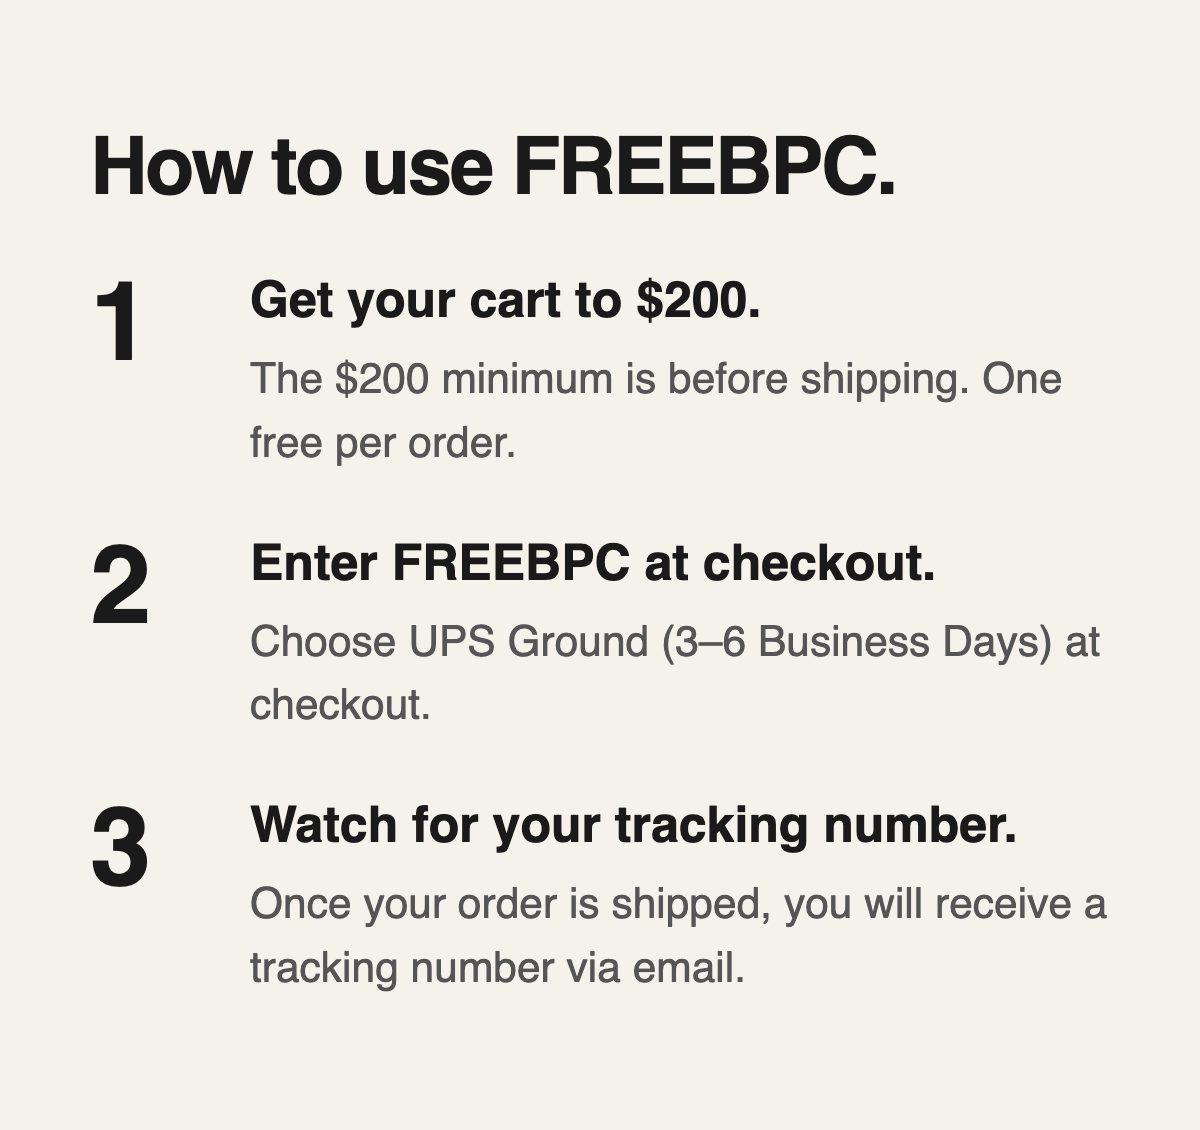 How to use FREEBPC.
1
Get your cart to $200.
The $200 minimum is before shipping. One
free per order.
2
Enter FREEBPC at checkout.
Choose UPS Ground (3–6 Business Days) at
checkout.
3
Watch for your tracking number.
Once your order is shipped, you will receive a
tracking number via email.